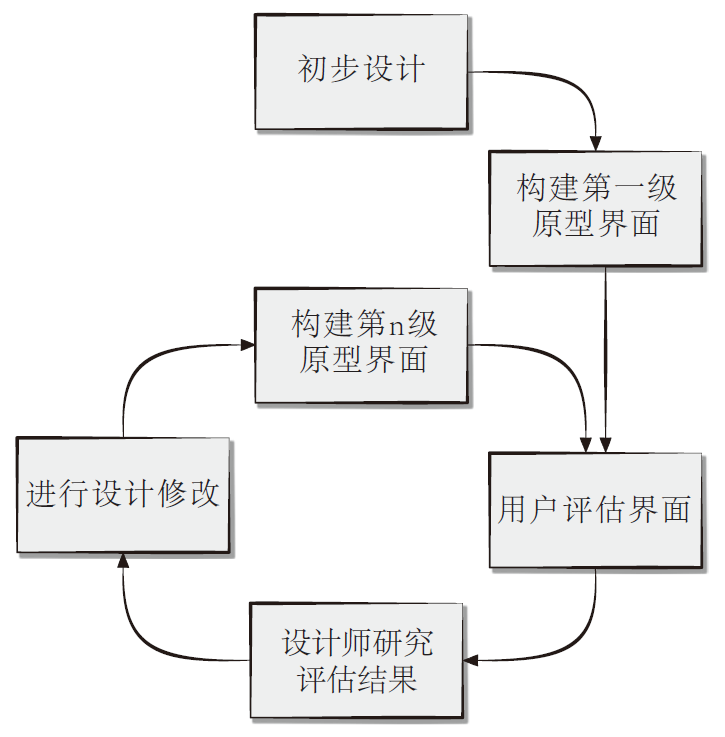 初步设计
构建第一级
原型界面
构建第n级
原型界面
进行设计修改
用户评估界面
设计师研究
评估结果